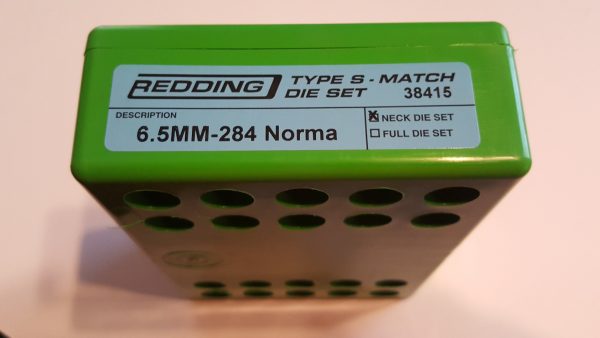 REDDING TYPE S - MATCH
DIE SET 38415
DESCRIPTION
6.5MM-284 Norma
☒ NECK DIE SET
☐ FULL DIE SET